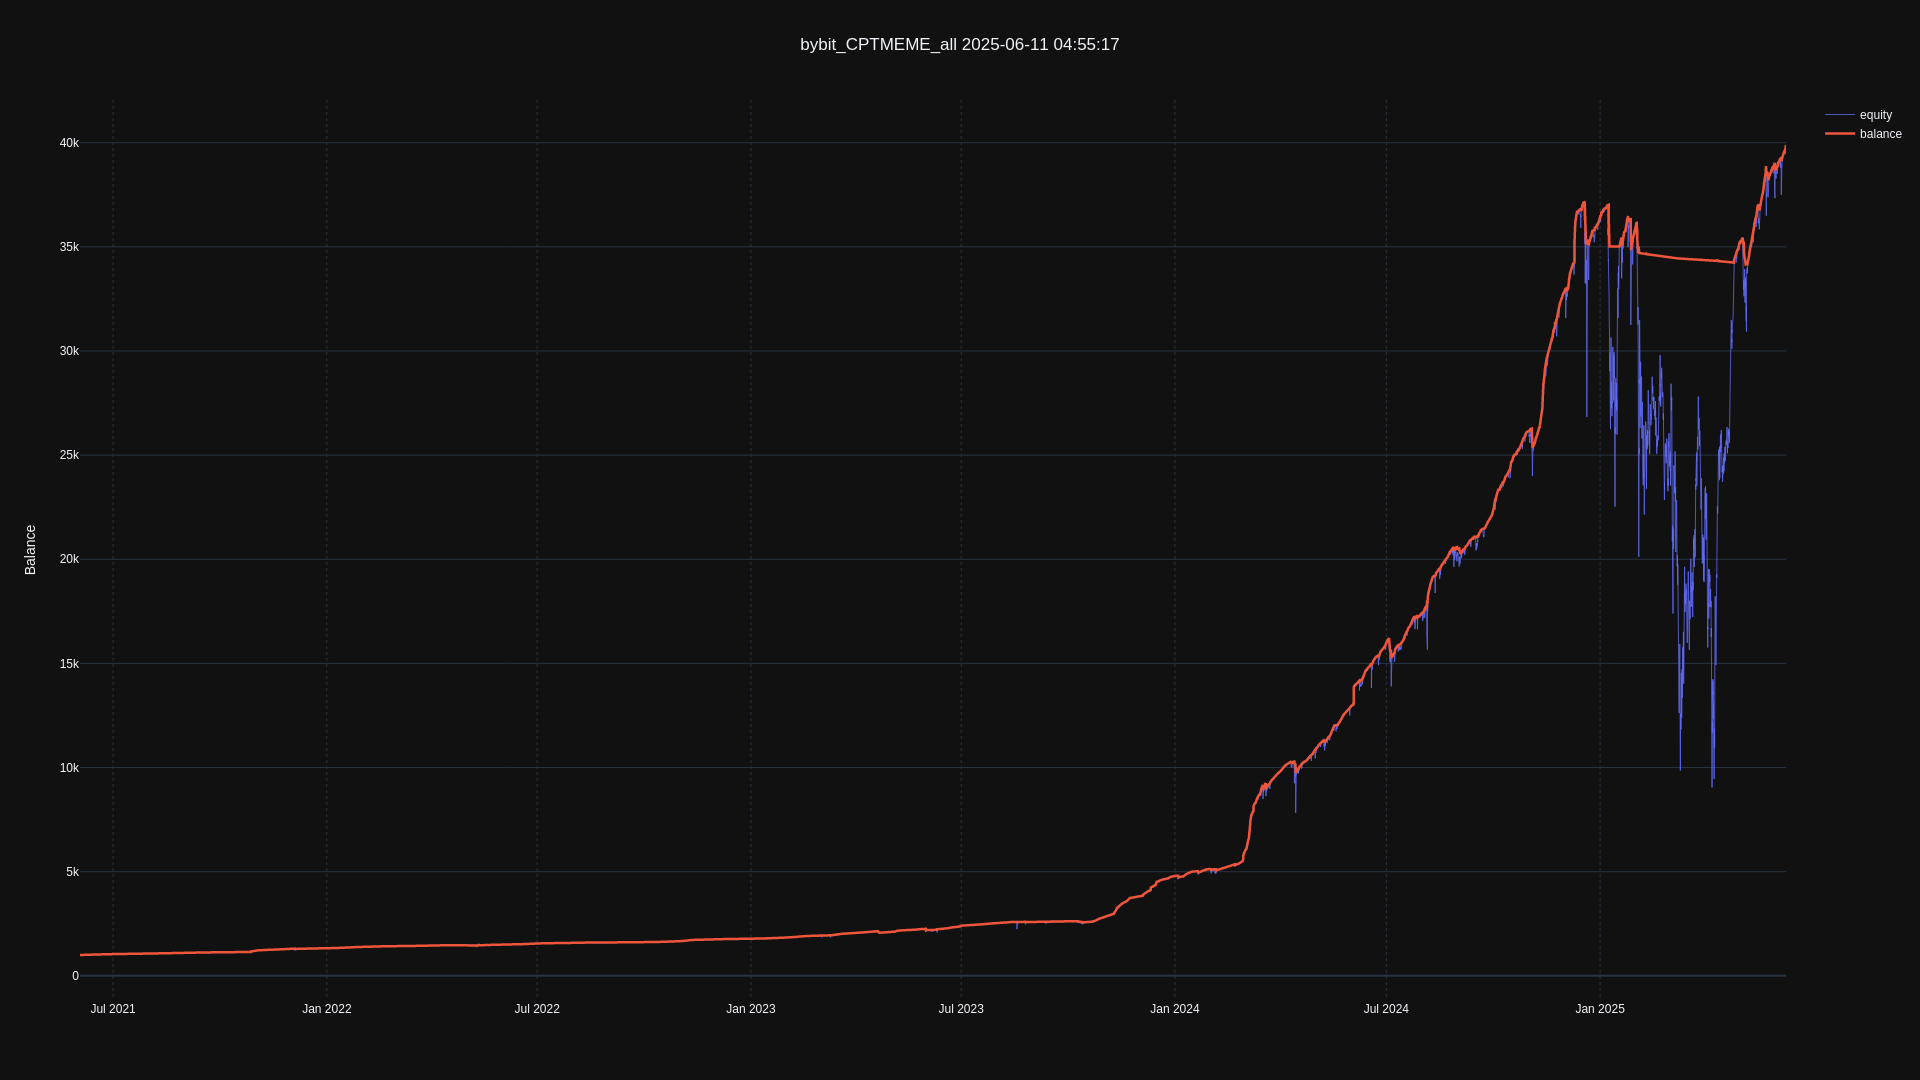 bybit_CPTMEME_all 2025-06-11 04:55:17
equity
balance
40k
35k
30k
25k
20k
15k
10k
5k
0
Balance
Jul 2021
Jan 2022
Jul 2022
Jan 2023
Jul 2023
Jan 2024
Jul 2024
Jan 2025